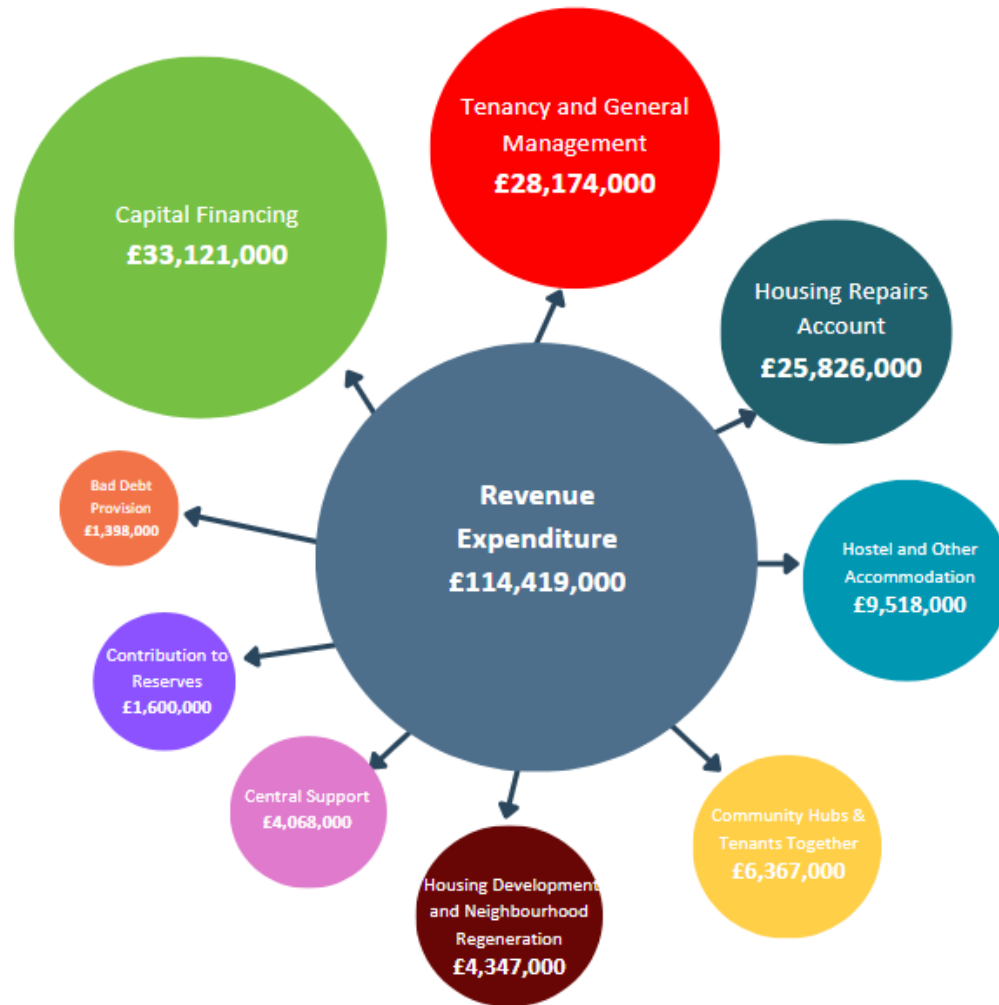 Tenancy and General
Management
£28,174,000
Capital Financing
£33,121,000
Housing Repairs
Account
£25,826,000
Bad Debt
Provision
£1,398,000
Revenue
Expenditure
£114,419,000
Hostel and Other
Accommodation
£9,518,000
Contribution to
Reserves
£1,600,000
Central Support
£4,068,000
Community Hubs &
Tenants Together
£6,367,000
Housing Development
and Neighbourhood
Regeneration
£4,347,000